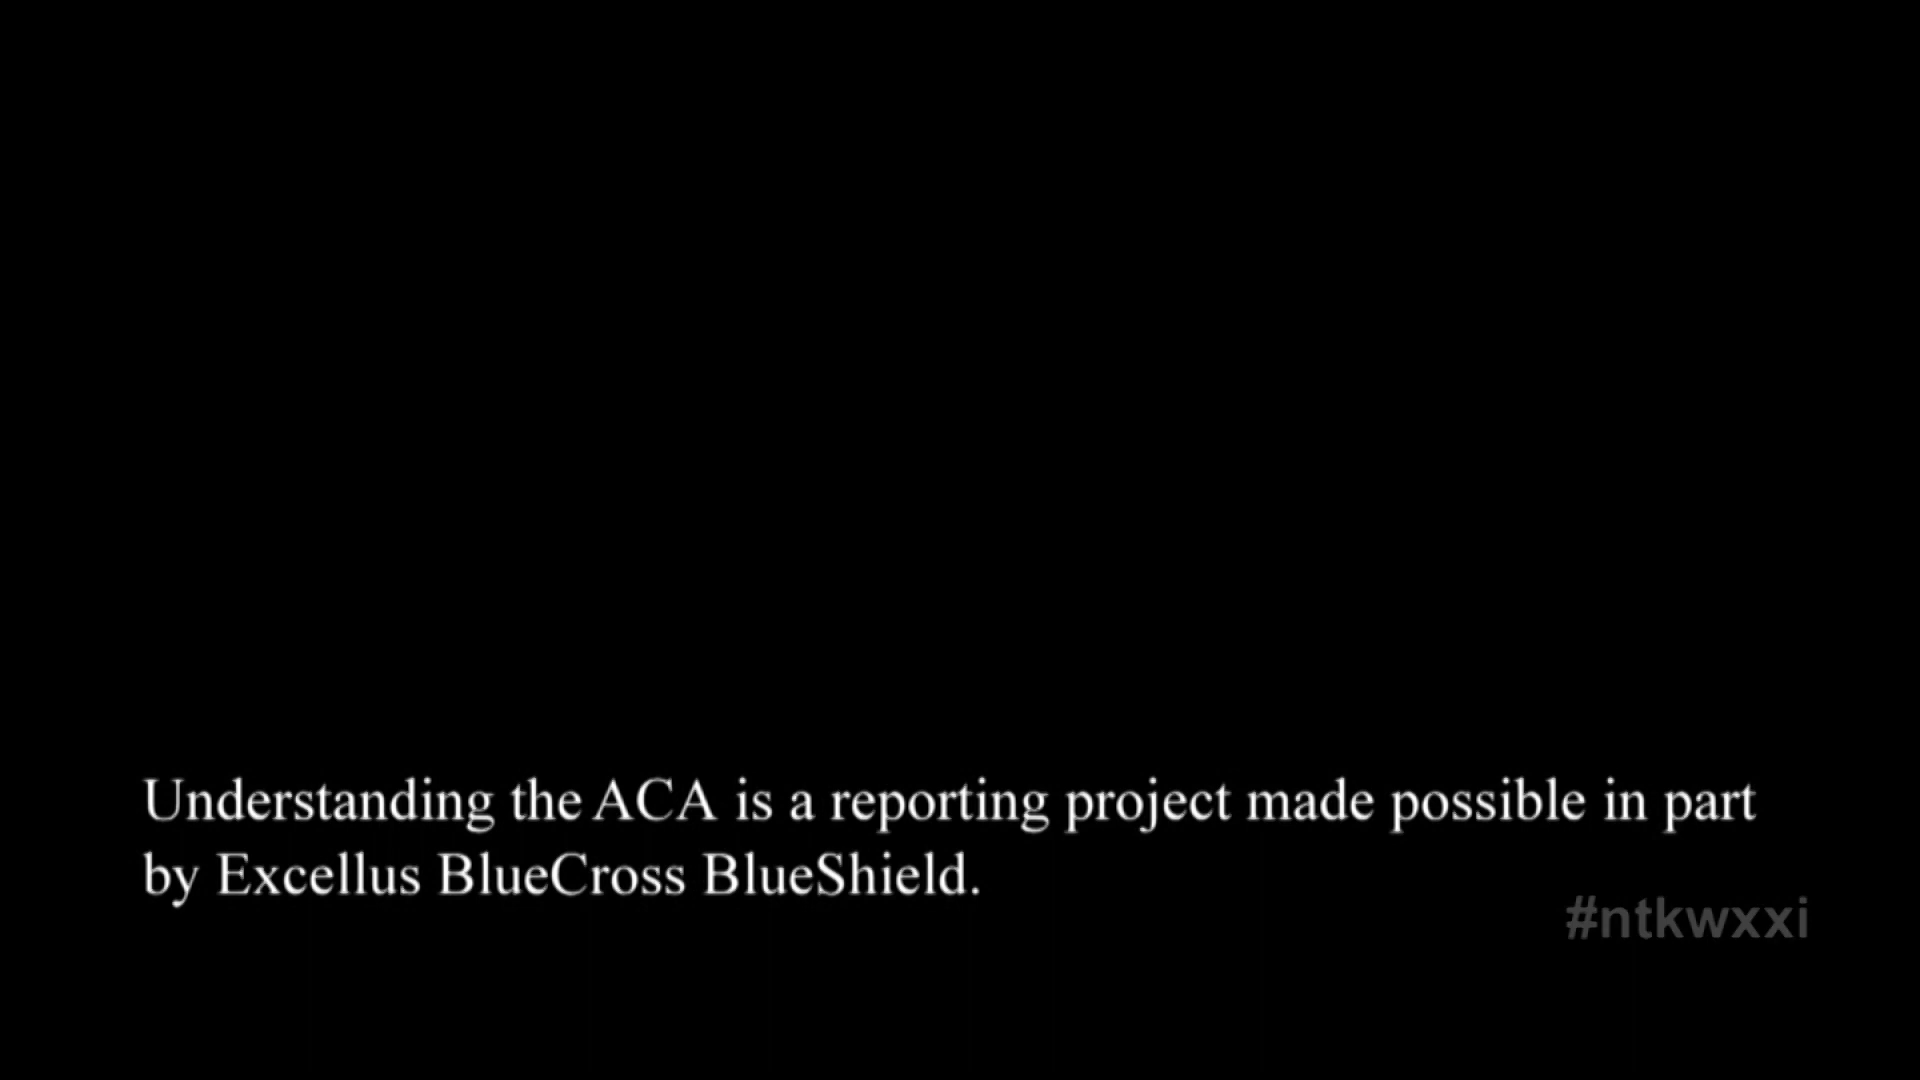 Understanding the ACA is a reporting project made possible in part
by Excellus BlueCross BlueShield.
#ntkwxxi